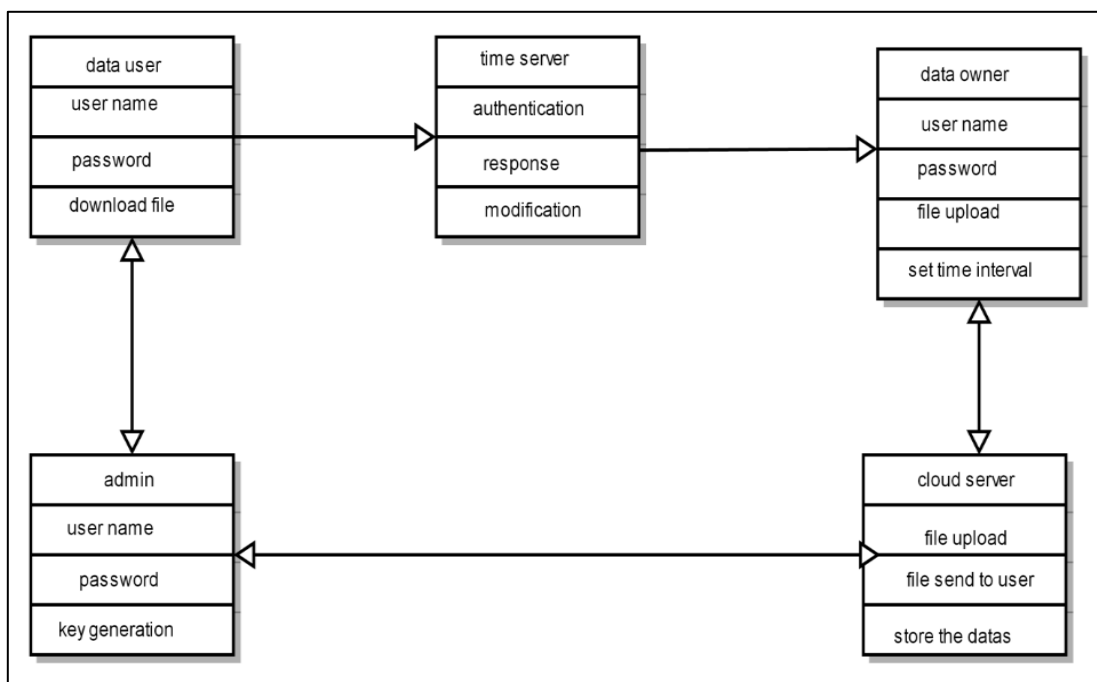 data user
user name
password
download file
time server
authentication
response
modification
data owner
user name
password
file upload
set time interval
admin
user name
password
key generation
cloud server
file upload
file send to user
store the datas